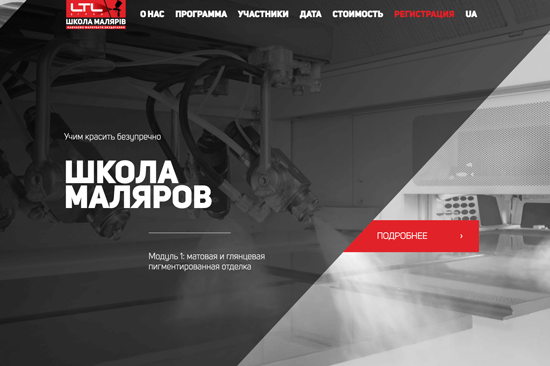 LTL
ШКОЛА МАЛЯРІВ
О НАС ПРОГРАММА УЧАСТНИКИ ДАТА СТОИМОСТЬ РЕГИСТРАЦИЯ UA
Учим красить безупречно
ШКОЛА
МАЛЯРОВ
Модуль 1: матовая и глянцевая
пигментированная отделка
ПОДРОБНЕЕ ›